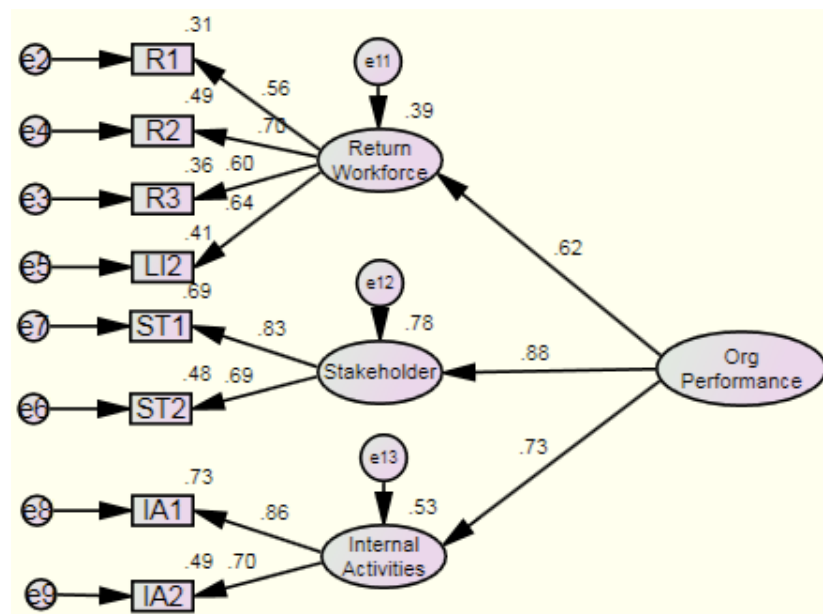 .31
e2
R1
e11
.56
.49
.39
e4
R2
.70
Return
Workforce
.36
.60
e3
R3
.64
.41
.62
e5
LI2
e12
.69
.78
e7
ST1
.83
.88
Org
Performance
Stakeholder
.48
.69
e6
ST2
.73
e13
.73
.53
e8
IA1
.86
Internal
Activities
.49
.70
e9
IA2